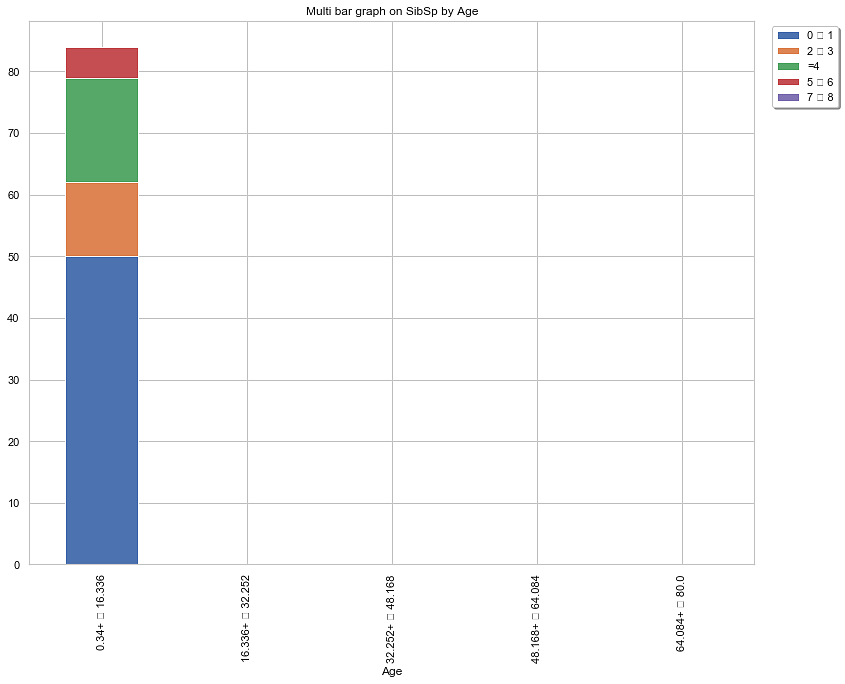 Multi bar graph on SibSp by Age
0 □ 1
2 □ 3
=4
5 □ 6
7 □ 8
80
70
60
50
40
30
20
10
0
0.34+ □ 16.336
16.336+ □ 32.252
32.252+ □ 48.168
48.168+ □ 64.084
64.084+ □ 80.0
Age